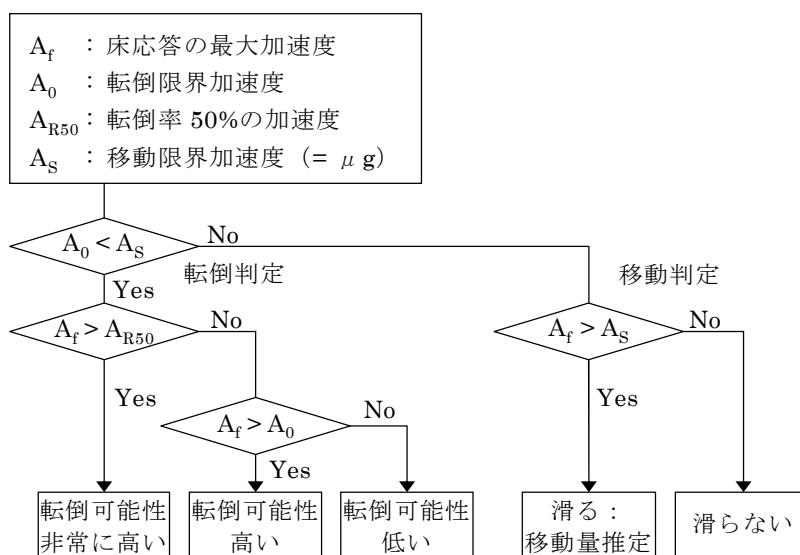 A_f : 床応答の最大加速度
A_0 : 転倒限界加速度
A_R50 : 転倒率 50%の加速度
A_S : 移動限界加速度 (= μ g)
A_0 < A_S
No
転倒判定
移動判定
Yes
A_f > A_R50
No
A_f > A_S
No
Yes
A_f > A_0
No
Yes
Yes
転倒可能性
非常に高い
転倒可能性
高い
転倒可能性
低い
滑る :
移動量推定
滑らない